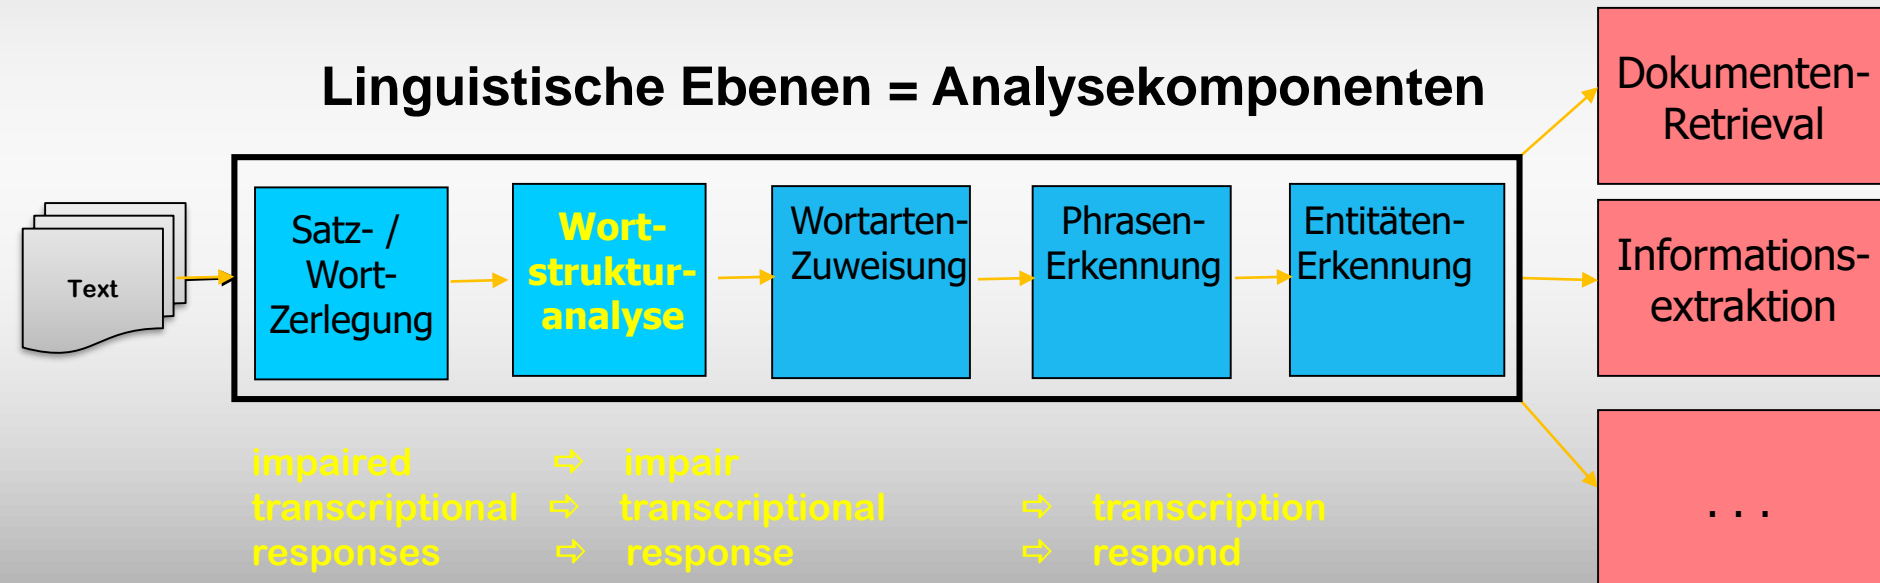 Linguistische Ebenen = Analysekomponenten
Text
Satz- /
Wort-
Zerlegung
Wort-
struktur-
analyse
Wortarten-
Zuweisung
Phrasen-
Erkennung
Entitäten-
Erkennung
Dokumenten-
Retrieval
Informations-
extraktion
. . .
impaired ⇨ impair
transcriptional ⇨ transcriptional ⇨ transcription
responses ⇨ response ⇨ respond